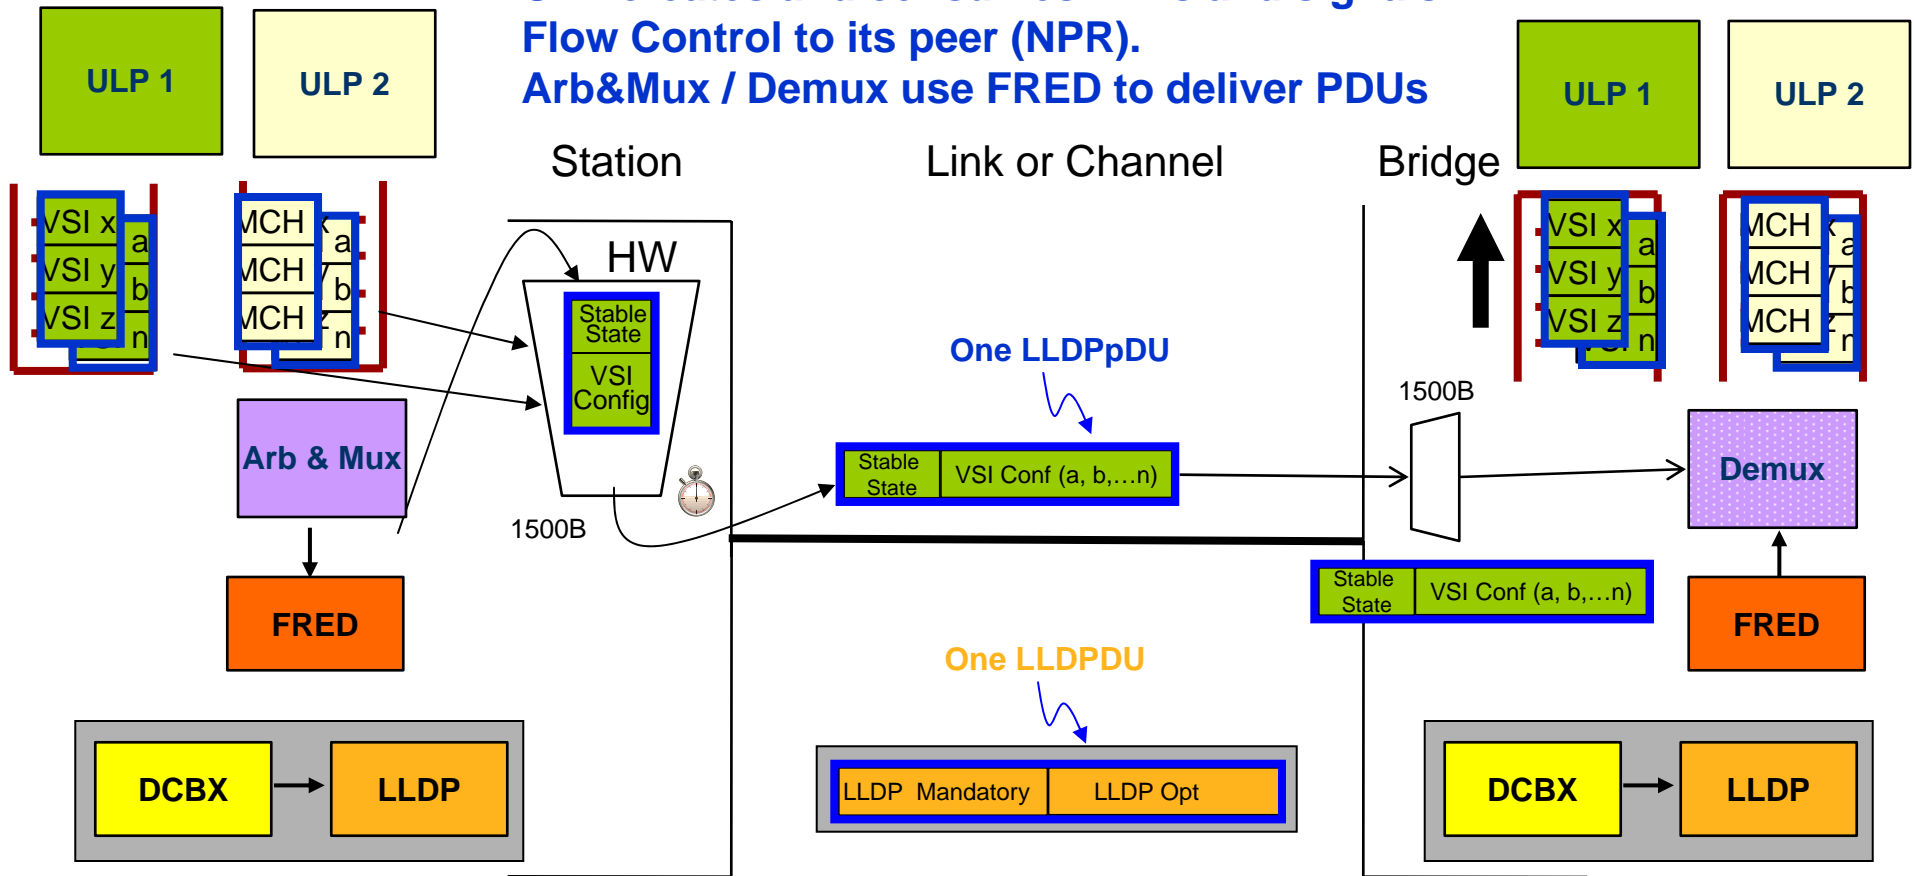 Flow Control to its peer (NPR).
Arb&Mux / Demux use FRED to deliver PDUs
ULP 1
ULP 2
ULP 1
ULP 2
Station
Link or Channel
Bridge
VSI x
VSI y
VSI z
a
b
n
MCH
MCH
MCH
a
b
n
HW
Stable
State
VSI
Config
1500B
Arb & Mux
FRED
One LLDPpDU
Stable
State
VSI Conf (a, b,…n)
1500B
VSI x
VSI y
VSI z
a
b
VSI n
MCH
MCH
MCH
a
b
n
Demux
FRED
Stable
State
VSI Conf (a, b,…n)
One LLDPDU
LLDP Mandatory
LLDP Opt
DCBX
LLDP
DCBX
LLDP